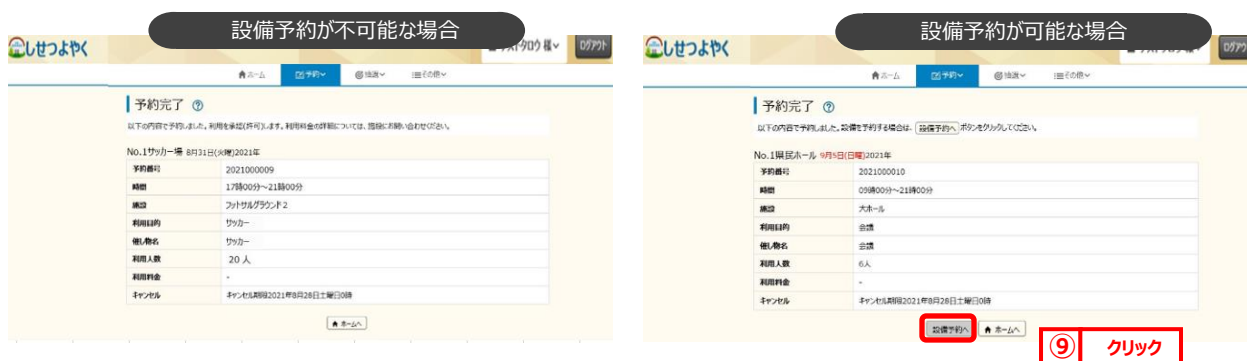 設備予約が不可能な場合
しせつよやく
タロウ 様
ログアウト
ホーム 予約 抽選 その他
予約完了
以下の内容で予約しました。利用を承認(許可)します。利用料金の詳細については、施設にお問い合わせください。
No.1サッカー場 8月31日(火曜)2021年
予約番号 2021000009
時間 17時00分～21時00分
施設 フットサルグラウンド2
利用目的 サッカー
催し物名 サッカー
利用人数 20 人
利用料金 -
キャンセル キャンセル期限2021年8月28日土曜日0時
ホームへ
設備予約が可能な場合
しせつよやく
ログアウ
ホーム 予約 抽選 その他
予約完了
以下の内容で予約しました。設備を予約する場合は、 設備予約へ ボタンをクリックしてください。
No.1県民ホール 9月5日(日曜)2021年
予約番号 2021000010
時間 09時00分～21時00分
施設 大ホール
利用目的 会議
催し物名 会議
利用人数 6人
利用料金 -
キャンセル キャンセル期限2021年8月28日土曜日0時
設備予約へ ホームへ
⑨ クリック